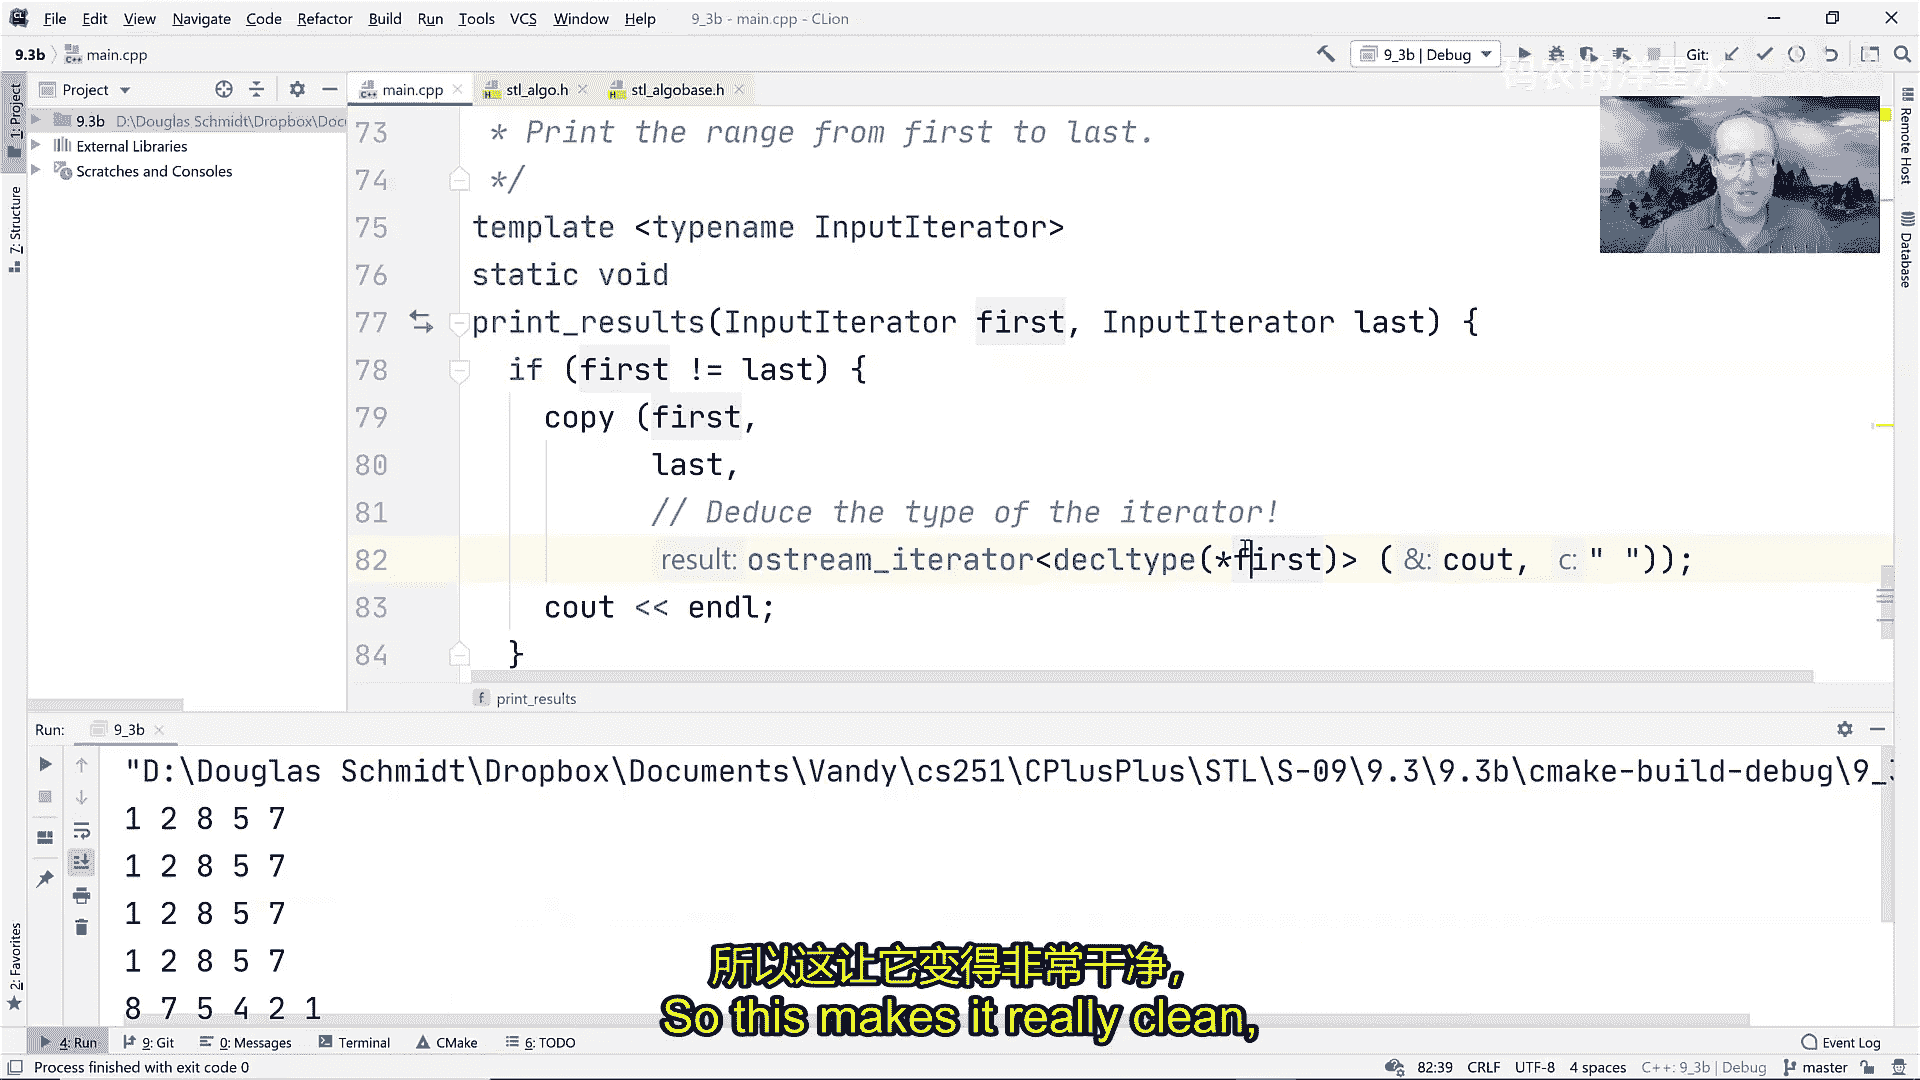 File Edit View Navigate Code Refactor Build Run Tools VCS Window Help 9_3b - main.cpp - CLion
9.3b main.cpp 9_3b | Debug Git:
码农的洋墨水
Project main.cpp stl_algo.h stl_algobase.h
1: Project
7: Structure
2: Favorites
Remote Host
Database
9.3b D:\Douglas Schmidt\Dropbox\Doc
External Libraries
Scratches and Consoles
73 * Print the range from first to last.
74 */
75 template <typename InputIterator>
76 static void
77 print_results(InputIterator first, InputIterator last) {
78 if (first != last) {
79 copy (first,
80 last,
81 // Deduce the type of the iterator!
82 result: ostream_iterator<decltype(*first)> ( &: cout, c: " "));
83 cout << endl;
84 }
print_results
Run: 9_3b
"D:\Douglas Schmidt\Dropbox\Documents\Vandy\cs251\CPlusPlus\STL\S-09\9.3\9.3b\cmake-build-debug\9_
1 2 8 5 7
1 2 8 5 7
1 2 8 5 7
1 2 8 5 7
8 7 5 4 2 1
所以这让它变得非常干净,
So this makes it really clean,
4: Run 9: Git 0: Messages Terminal CMake 6: TODO Event Log
Process finished with exit code 0 82:39 CRLF UTF-8 4 spaces C++: 9_3b | Debug master